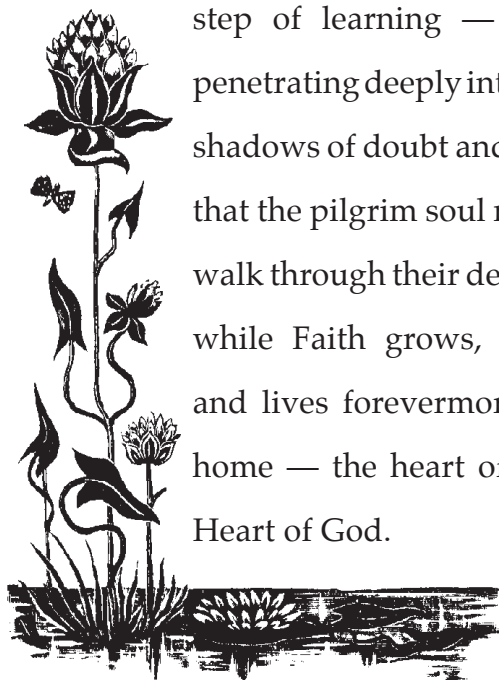 step of learning —
penetrating deeply int
shadows of doubt and
that the pilgrim soul
walk through their de
while Faith grows,
and lives forevermor
home — the heart o
Heart of God.